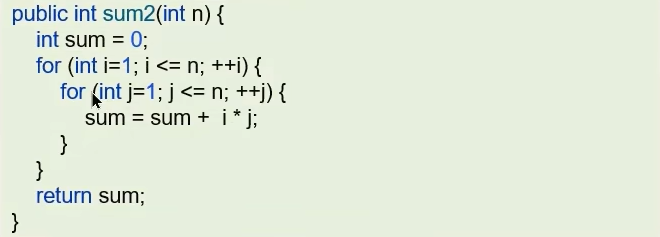 public int sum2(int n) {
int sum = 0;
for (int i=1; i <= n; ++i) {
for (int j=1; j <= n; ++j) {
sum = sum +  i * j;
}
}
return sum;
}